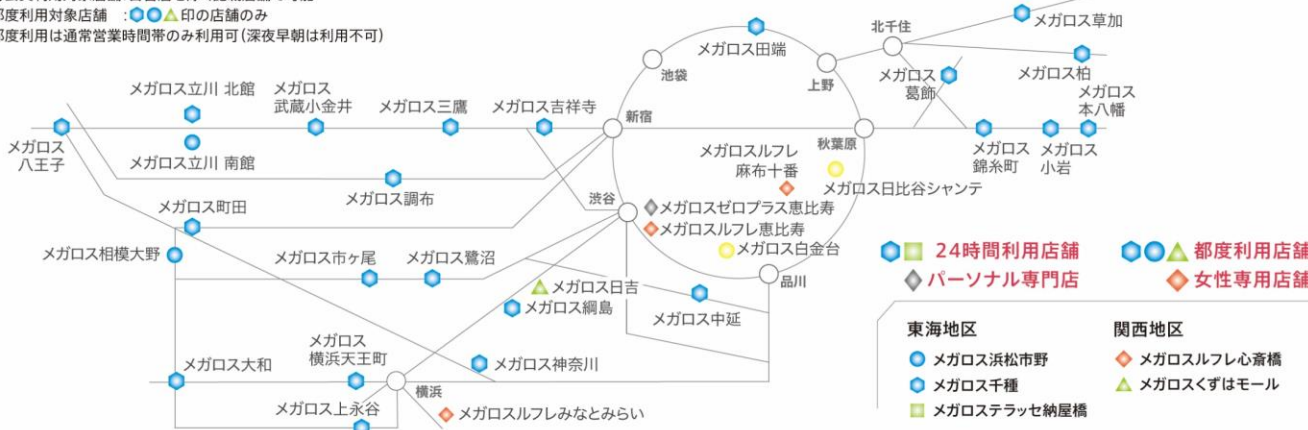 都度利用対象店舗 : 印の店舗のみ
都度利用は通常営業時間帯のみ利用可(深夜早朝は利用不可)
メガロス草加
北千住
メガロス田端
メガロス柏
池袋
上野
メガロス
葛飾
メガロス
本八幡
メガロス立川 北館
メガロス
武蔵小金井
メガロス三鷹
メガロス吉祥寺
新宿
秋葉原
メガロス
八王子
メガロス立川 南館
メガロス
錦糸町
メガロス
小岩
メガロスルフレ
麻布十番
メガロス日比谷シャンテ
メガロス調布
渋谷
メガロスゼロプラス恵比寿
メガロス町田
メガロスルフレ恵比寿
メガロス相模大野
メガロス市ヶ尾
メガロス鷺沼
メガロス白金台
品川
メガロス日吉
メガロス綱島
メガロス中延
メガロス大和
メガロス
横浜天王町
メガロス神奈川
横浜
メガロス上永谷
メガロスルフレみなとみらい
24時間利用店舗
都度利用店舗
パーソナル専門店
女性専用店舗
東海地区
メガロス浜松市野
メガロス千種
メガロステラッセ納屋橋
関西地区
メガロスルフレ心斎橋
メガロスくずはモール